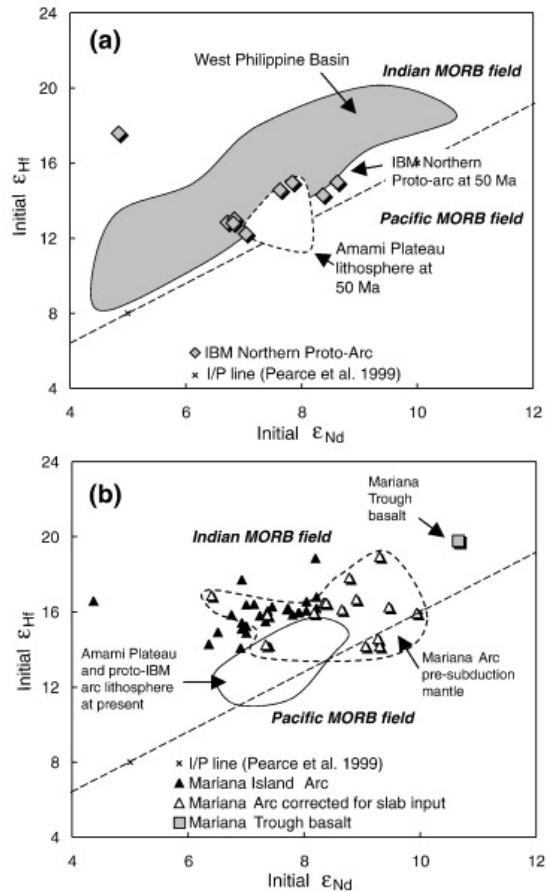 (a)
West Philippine Basin
Indian MORB field
IBM Northern
Proto-arc at 50 Ma
Pacific MORB field
Amami Plateau
lithosphere at
50 Ma
IBM Northern Proto-Arc
I/P line (Pearce et al. 1999)
24
20
16
12
8
4
Initial εHf
4
6
8
10
12
Initial εNd
(b)
Mariana
Trough
basalt
Indian MORB field
Amami Plateau
and proto-IBM
arc lithosphere
at present
Mariana Arc
pre-subduction
mantle
Pacific MORB field
I/P line (Pearce et al. 1999)
Mariana Island Arc
Mariana Arc corrected for slab input
Mariana Trough basalt
24
20
16
12
8
4
Initial εHf
4
6
8
10
12
Initial εNd